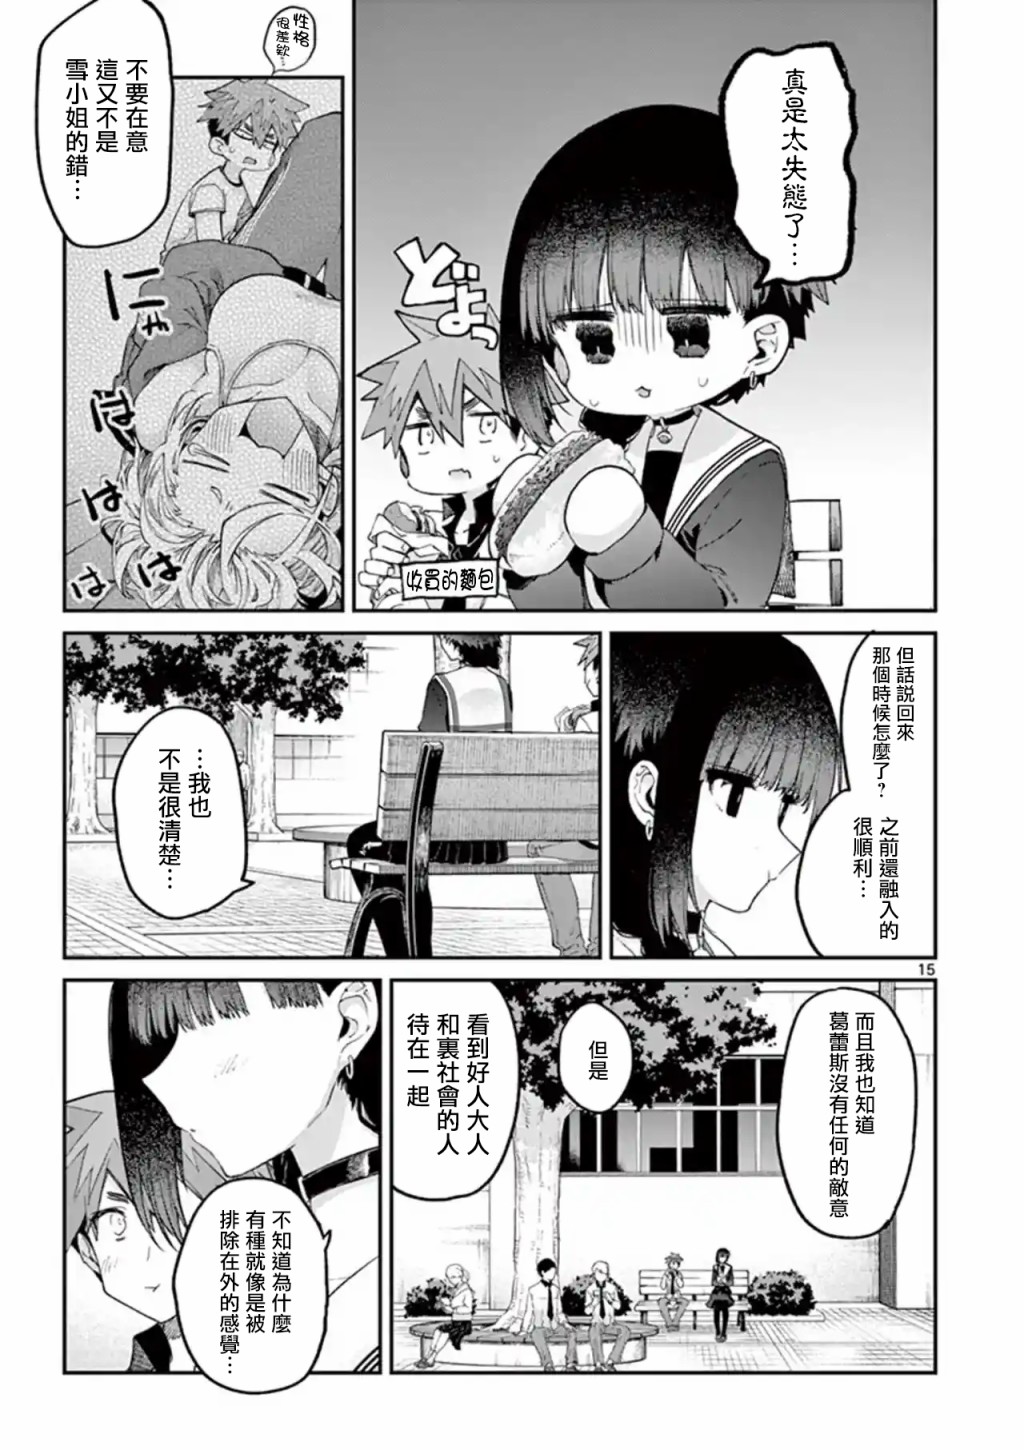 真是太失態了…
どよっ
收買的麵包
性格
很差欸…
不要在意
這又不是
雪小姐的錯…
にゃ
はは
はは
但話說回來
那個時候怎麼了?
之前還融入的
很順利…
…我也
不是很清楚…
15
而且我也知道
葛蕾斯沒有任何的敵意
但是
看到好人大人
和裏社會的人
待在一起
不知道為什麼
有種就像是被
排除在外的感覺…